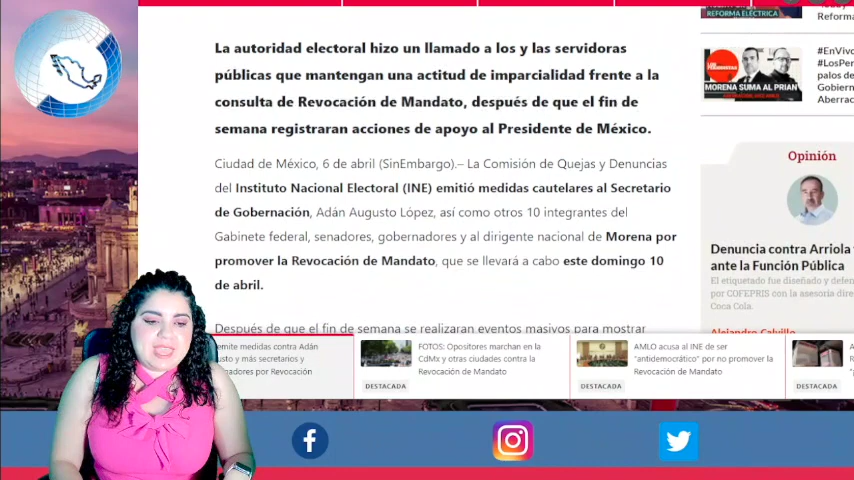 La autoridad electoral hizo un llamado a los y las servidoras
públicas que mantengan una actitud de imparcialidad frente a la
consulta de Revocación de Mandato, después de que el fin de
semana registraran acciones de apoyo al Presidente de México.
Ciudad de México, 6 de abril (SinEmbargo).– La Comisión de Quejas y Denuncias
del Instituto Nacional Electoral (INE) emitió medidas cautelares al Secretario
de Gobernación, Adán Augusto López, así como otros 10 integrantes del
Gabinete federal, senadores, gobernadores y al dirigente nacional de Morena por
promover la Revocación de Mandato, que se llevará a cabo este domingo 10
de abril.
Después de que el fin de semana se realizaran eventos masivos para mostrar
REFORMA ELÉCTRICA
Reforma
#EnVivo
#LosPer
palos de
Gobiern
Aberrac
MORENA SUMA AL PRIAN
Opinión
Denuncia contra Arriola
ante la Función Pública
El etiquetado fue diseñado y defen
por COFEPRIS con la asesoria dire
Coca Cola.
Alejandro Calvillo
emite medidas contra Adán
usto y más secretarios y
nadores por Revocación
FOTOS: Opositores marchan en la
CdMx y otras ciudades contra la
Revocación de Mandato
DESTACADA
AMLO acusa al INE de ser
"antidemocrático" por no promover la
Revocación de Mandato
DESTACADA
DESTACADA